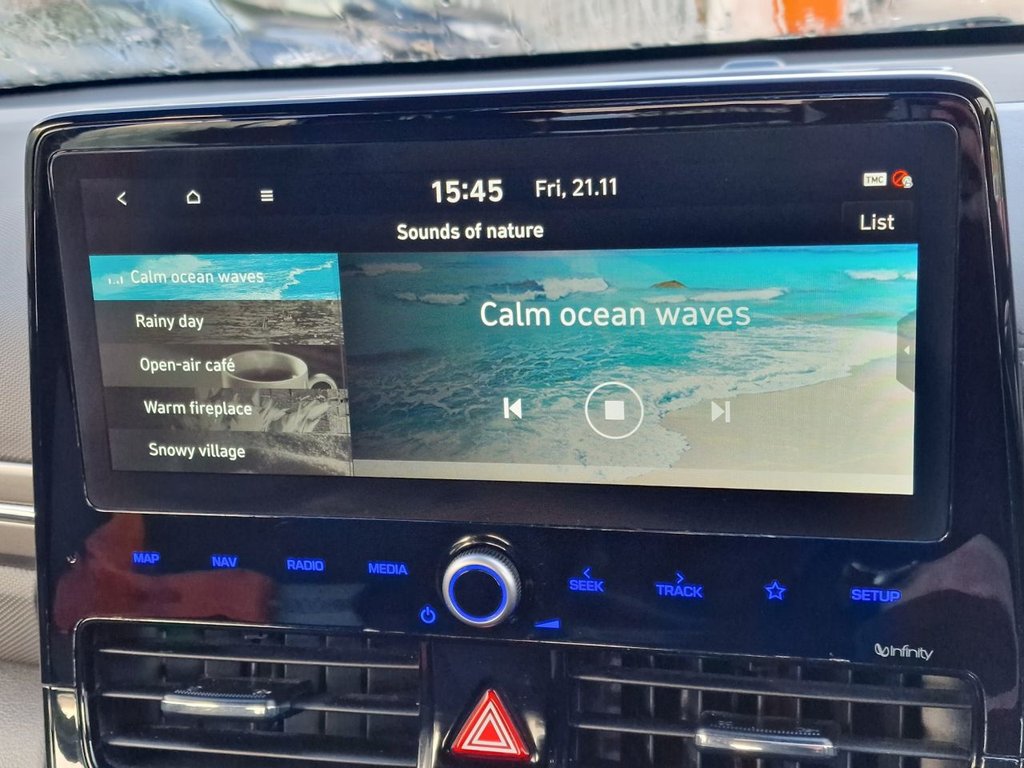 15:45 Fri, 21.11 TMC
Sounds of nature
List
Calm ocean waves
Rainy day
Open-air café
Warm fireplace
Snowy village
Calm ocean waves
MAP NAV RADIO MEDIA SEEK TRACK SETUP
Infinity